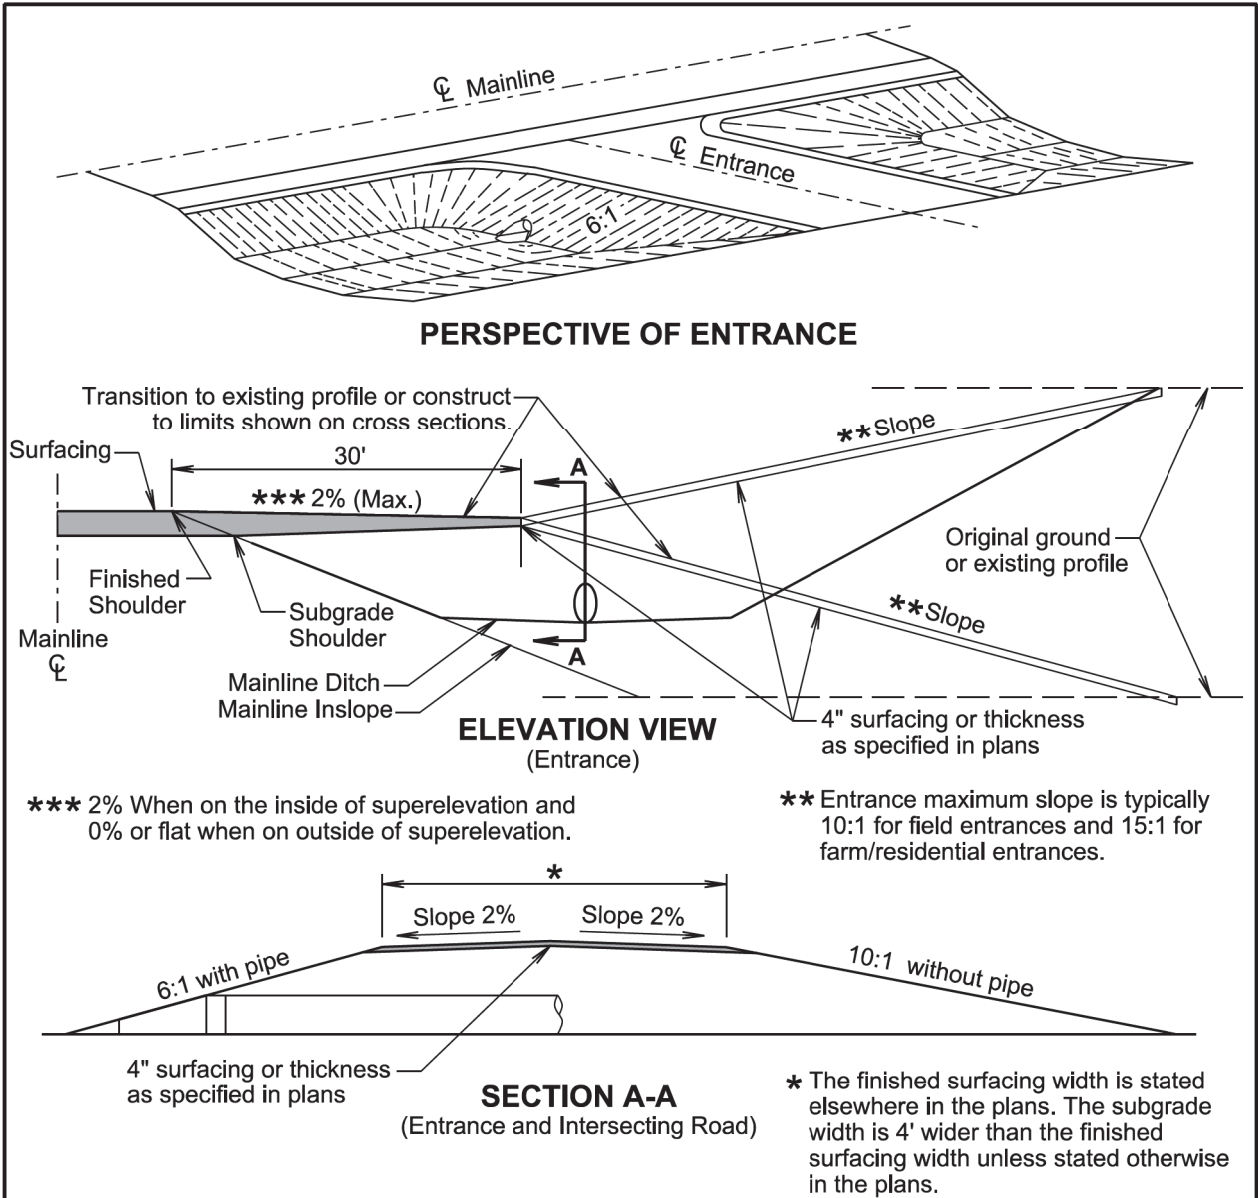 ℄ Mainline
℄ Entrance
6:1
PERSPECTIVE OF ENTRANCE
Transition to existing profile or construct
to limits shown on cross sections.
Surfacing
30'
*** 2% (Max.)
A
** Slope
Original ground
or existing profile
Finished
Shoulder
Subgrade
Shoulder
** Slope
Mainline
℄
A
Mainline Ditch
Mainline Inslope
ELEVATION VIEW
(Entrance)
4" surfacing or thickness
as specified in plans
*** 2% When on the inside of superelevation and
0% or flat when on outside of superelevation.
** Entrance maximum slope is typically
10:1 for field entrances and 15:1 for
farm/residential entrances.
*
Slope 2%
Slope 2%
6:1 with pipe
10:1 without pipe
4" surfacing or thickness
as specified in plans
SECTION A-A
(Entrance and Intersecting Road)
* The finished surfacing width is stated
elsewhere in the plans. The subgrade
width is 4' wider than the finished
surfacing width unless stated otherwise
in the plans.